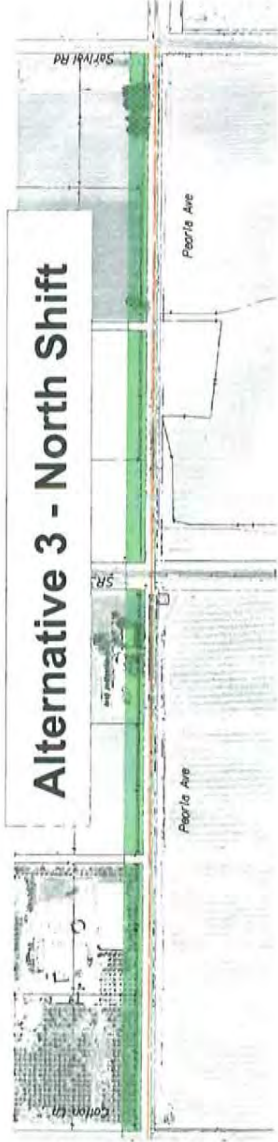 Sarival Rd
Peoria Ave
Alternative 3 - North Shift
SR
Peoria Ave
Cotton Ln